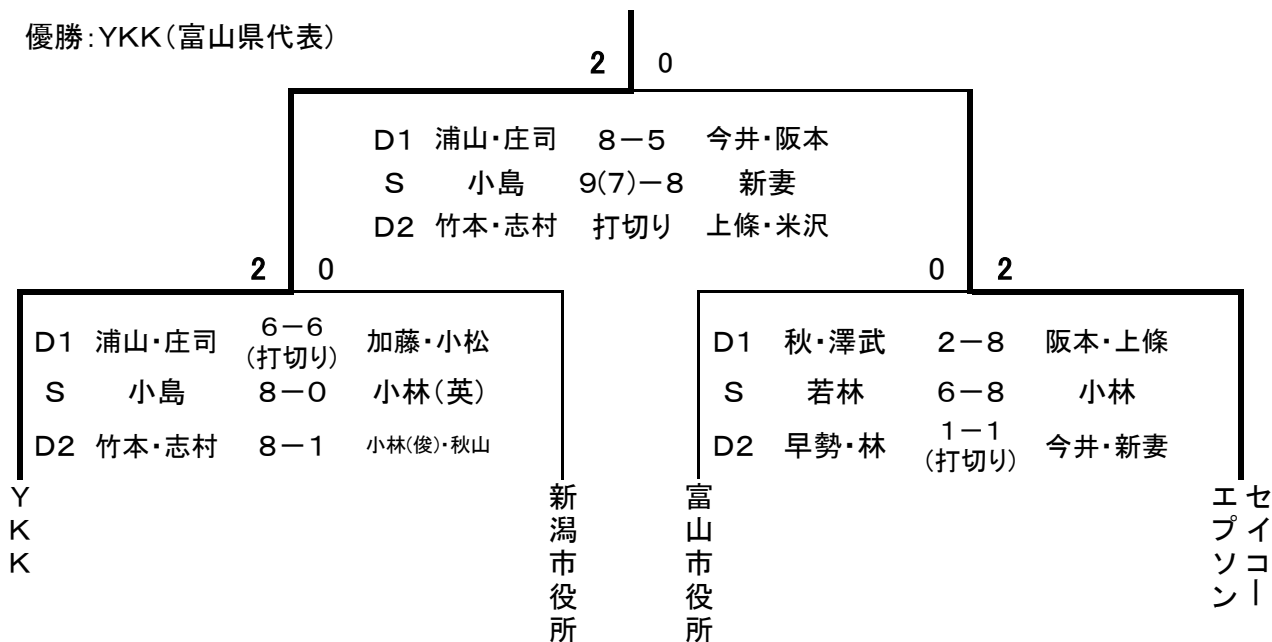 優勝：YKK（富山県代表）
2 0
D1 浦山・庄司 8－5 今井・阪本
S 小島 9(7)－8 新妻
D2 竹本・志村 打切り 上條・米沢
2 0
0 2
D1 浦山・庄司 6－6 (打切り) 加藤・小松
S 小島 8－0 小林（英）
D2 竹本・志村 8－1 小林(俊)・秋山
D1 秋・澤武 2－8 阪本・上條
S 若林 6－8 小林
D2 早勢・林 1－1 (打切り) 今井・新妻
YKK
新潟市役所
富山市役所
セイコー
エプソン